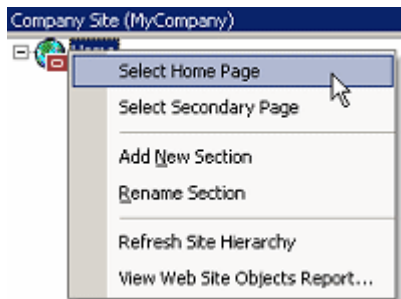 Company Site (MyCompany)
Home
Select Home Page
Select Secondary Page
Add New Section
Rename Section
Refresh Site Hierarchy
View Web Site Objects Report...